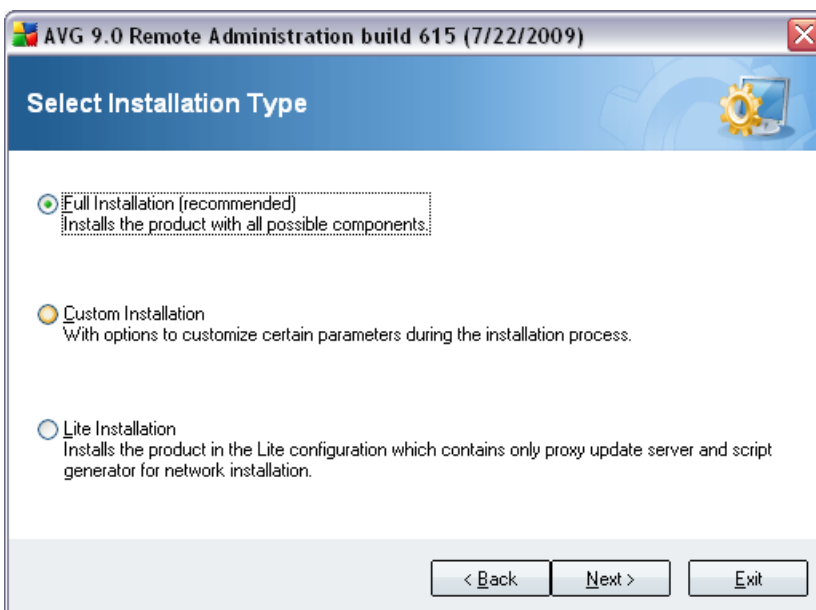 AVG 9.0 Remote Administration build 615 (7/22/2009)
Select Installation Type
Full Installation (recommended)
Installs the product with all possible components.
Custom Installation
With options to customize certain parameters during the installation process.
Lite Installation
Installs the product in the Lite configuration which contains only proxy update server and script
generator for network installation.
< Back
Next >
Exit